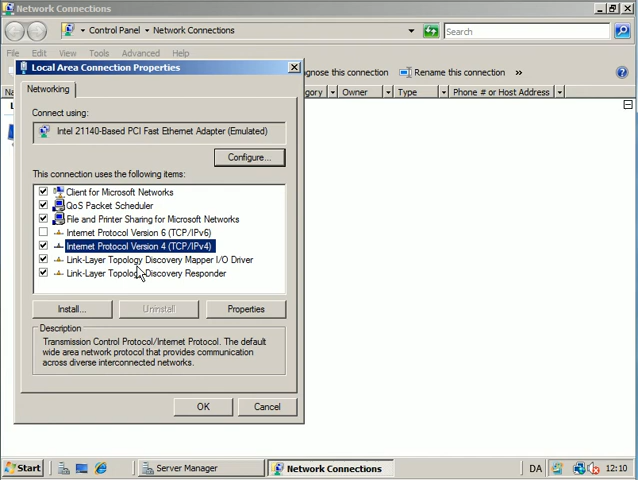 Network Connections
Control Panel
Network Connections
Search
File Edit View Tools Advanced Help
Local Area Connection Properties
gnose this connection
Rename this connection
»
Networking
gory
Owner
Type
Phone # or Host Address
Connect using:
Intel 21140-Based PCI Fast Ethernet Adapter (Emulated)
Configure...
This connection uses the following items:
Client for Microsoft Networks
QoS Packet Scheduler
File and Printer Sharing for Microsoft Networks
Internet Protocol Version 6 (TCP/IPv6)
Internet Protocol Version 4 (TCP/IPv4)
Link-Layer Topology Discovery Mapper I/O Driver
Link-Layer Topology Discovery Responder
Install...
Uninstall
Properties
Description
Transmission Control Protocol/Internet Protocol. The default
wide area network protocol that provides communication
across diverse interconnected networks.
OK
Cancel
Start
Server Manager
Network Connections
DA
12:10